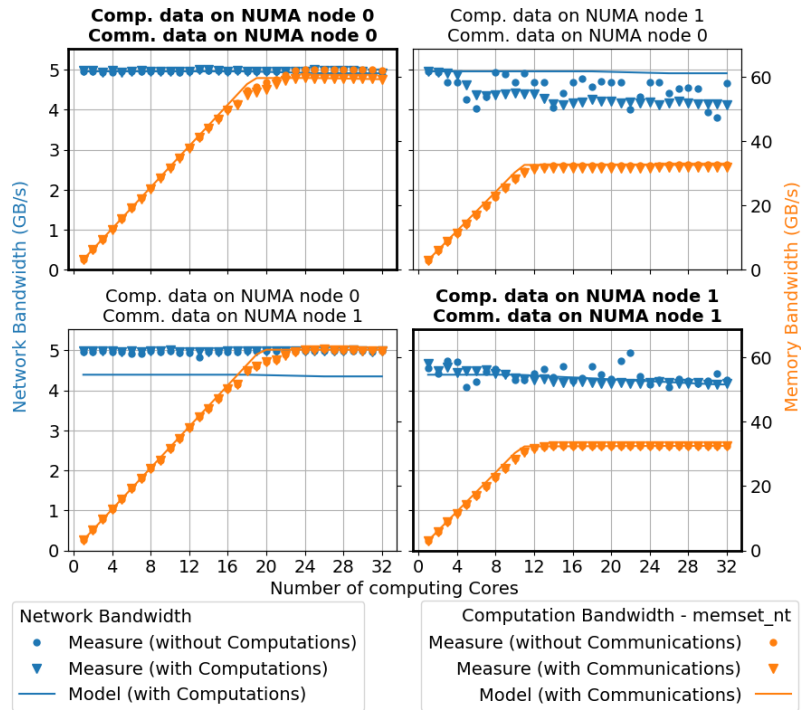 Comp. data on NUMA node 0
Comm. data on NUMA node 0
Comp. data on NUMA node 1
Comm. data on NUMA node 0
5
4
3
2
1
0
60
40
20
0
Comp. data on NUMA node 0
Comm. data on NUMA node 1
Comp. data on NUMA node 1
Comm. data on NUMA node 1
5
4
3
2
1
0
60
40
20
0
Network Bandwidth (GB/s)
Memory Bandwidth (GB/s)
0 4 8 12 16 20 24 28 32
0 4 8 12 16 20 24 28 32
Number of computing Cores
Network Bandwidth
Measure (without Computations)
Measure (with Computations)
Model (with Computations)
Computation Bandwidth - memset_nt
Measure (without Communications)
Measure (with Communications)
Model (with Communications)